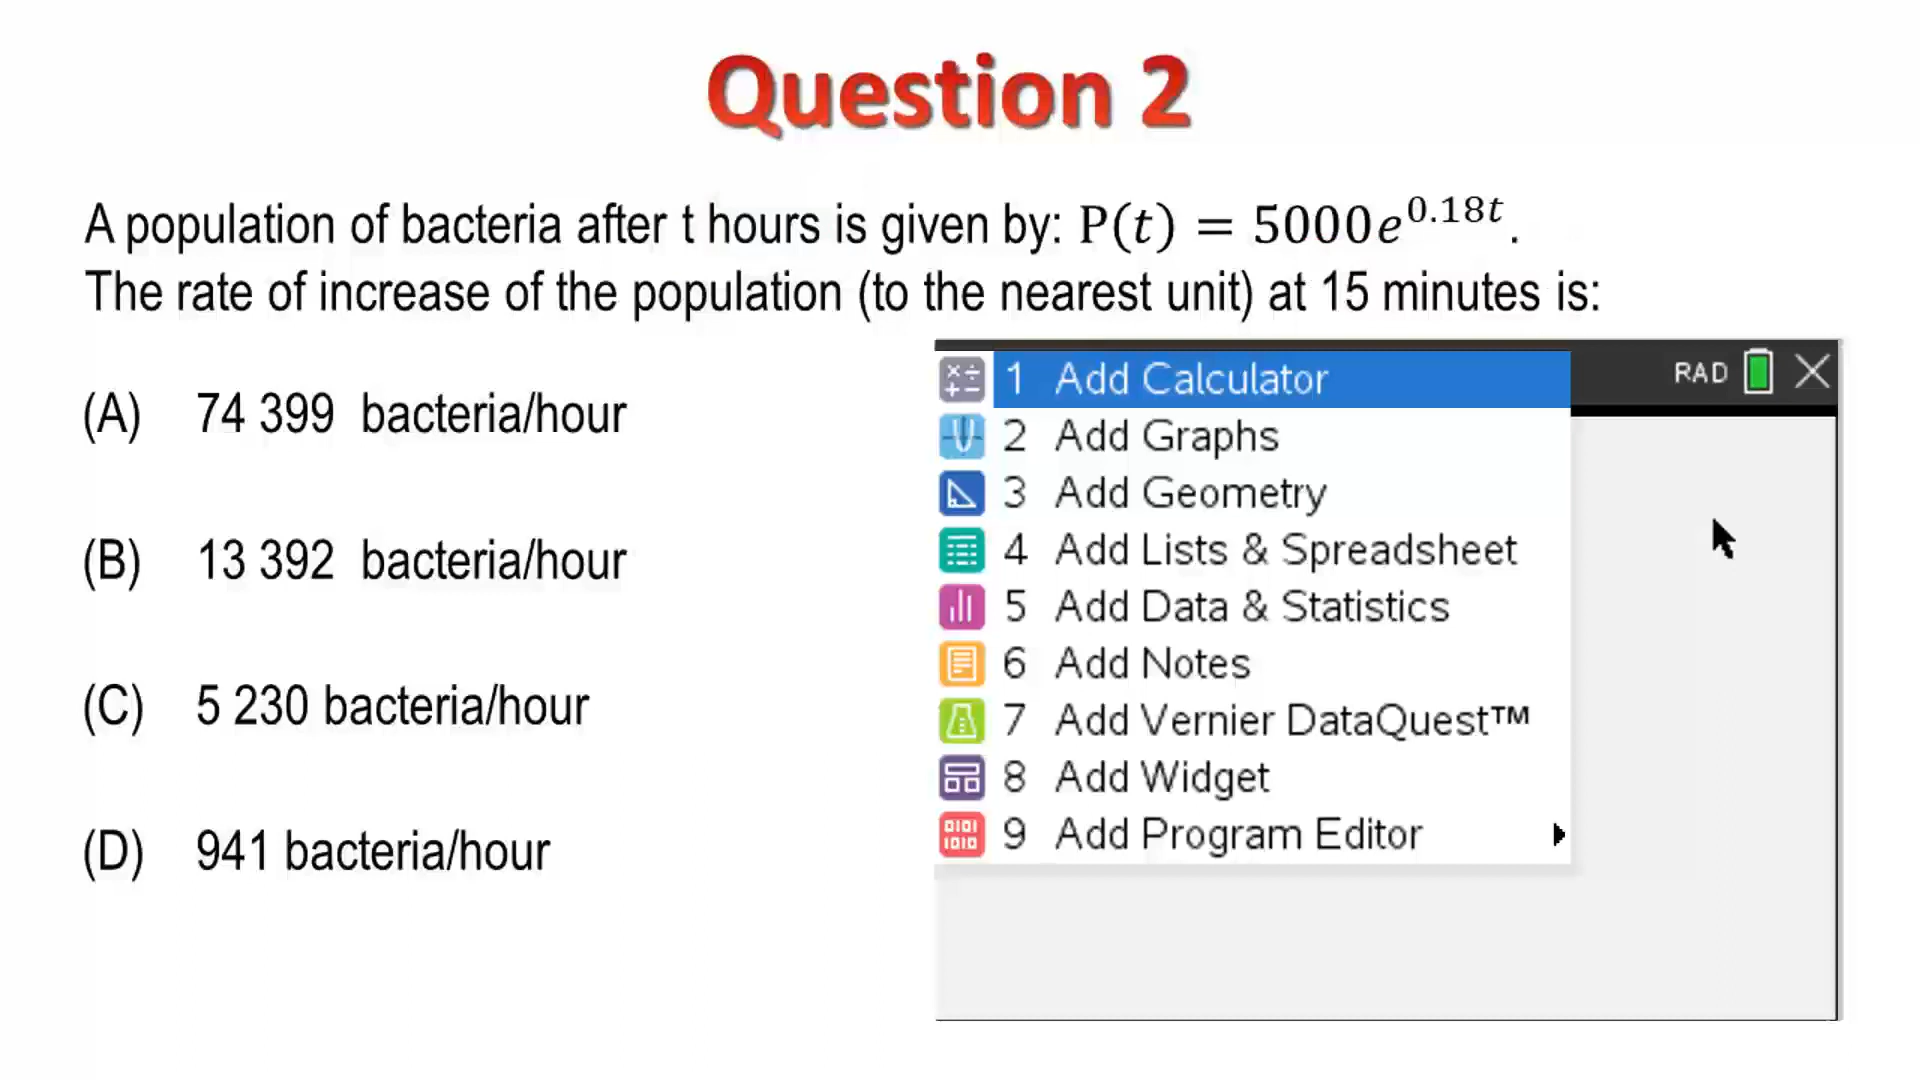 Question 2
A population of bacteria after t hours is given by: P(t) = 5000e^{0.18t}.
The rate of increase of the population (to the nearest unit) at 15 minutes is:
(A) 74 399 bacteria/hour
(B) 13 392 bacteria/hour
(C) 5 230 bacteria/hour
(D) 941 bacteria/hour
RAD
1 Add Calculator
2 Add Graphs
3 Add Geometry
4 Add Lists & Spreadsheet
5 Add Data & Statistics
6 Add Notes
7 Add Vernier DataQuest™
8 Add Widget
9 Add Program Editor